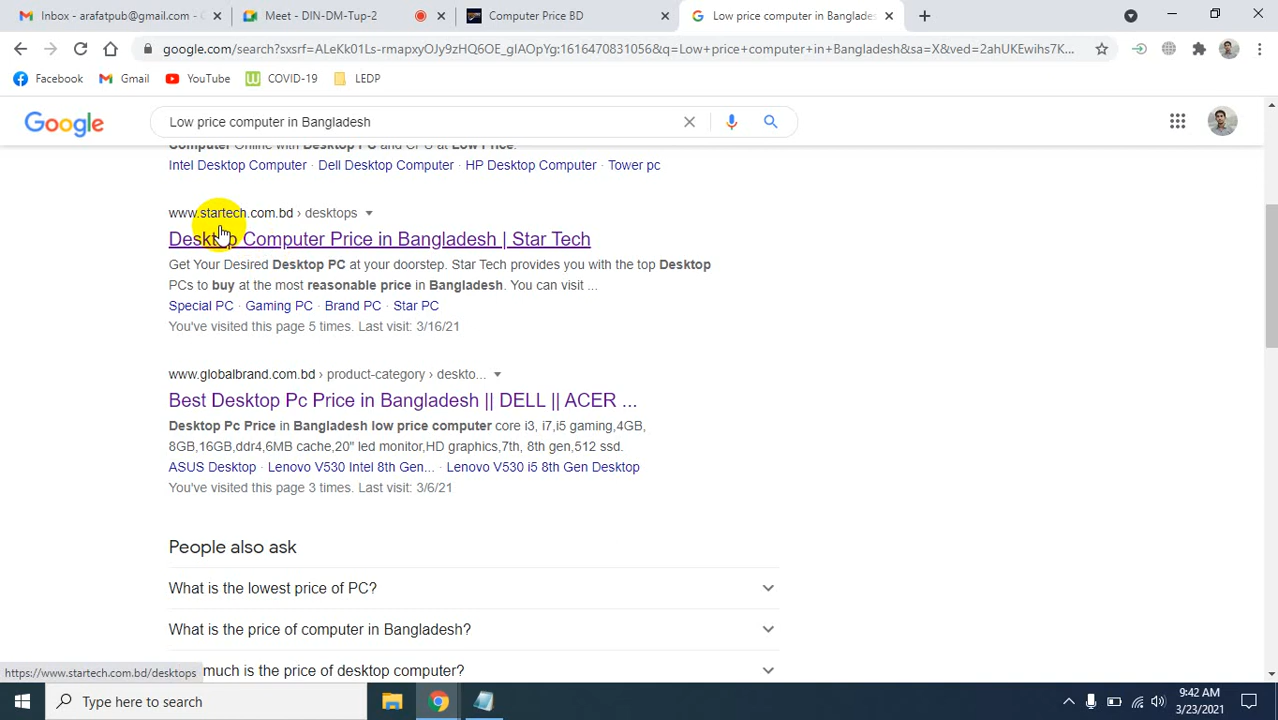 Inbox - arafatpub@gmail.com - C
Meet - DIN-DM-Tup-2
Computer Price BD
Low price computer in Banglades
google.com/search?sxsrf=ALeKk01Ls-rmapxyOJy9zHQ6OE_gIAOpYg:1616470831056&q=Low+price+computer+in+Bangladesh&sa=X&ved=2ahUKEwihs7K...
Facebook
Gmail
YouTube
COVID-19
LEDP
Google
Low price computer in Bangladesh
Computer Online with Desktop PC and CPU at Low Price.
Intel Desktop Computer · Dell Desktop Computer · HP Desktop Computer · Tower pc
www.startech.com.bd › desktops
Desktop Computer Price in Bangladesh | Star Tech
Get Your Desired Desktop PC at your doorstep. Star Tech provides you with the top Desktop
PCs to buy at the most reasonable price in Bangladesh. You can visit ...
Special PC · Gaming PC · Brand PC · Star PC
You've visited this page 5 times. Last visit: 3/16/21
www.globalbrand.com.bd › product-category › deskto...
Best Desktop Pc Price in Bangladesh || DELL || ACER ...
Desktop Pc Price in Bangladesh low price computer core i3, i7,i5 gaming,4GB,
8GB,16GB,ddr4,6MB cache,20" led monitor,HD graphics,7th, 8th gen,512 ssd.
ASUS Desktop · Lenovo V530 Intel 8th Gen... · Lenovo V530 i5 8th Gen Desktop
You've visited this page 3 times. Last visit: 3/6/21
People also ask
What is the lowest price of PC?
What is the price of computer in Bangladesh?
much is the price of desktop computer?
https://www.startech.com.bd/desktops
Type here to search
9:42 AM
3/23/2021